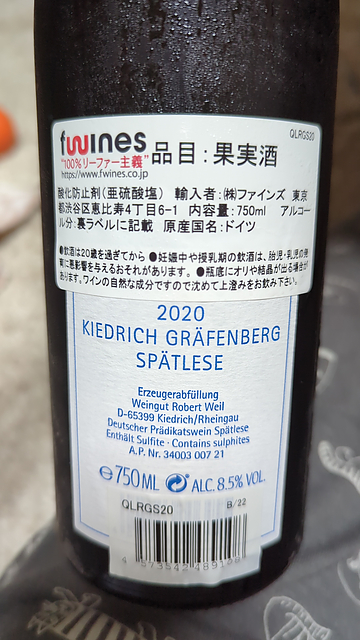 QLRGS20
fwines 品目：果実酒
"100%リーファー主義"
https://www.fwines.co.jp
酸化防止剤（亜硫酸塩） 輸入者：㈱ファインズ 東京
都渋谷区恵比寿4丁目6-1 内容量：750ml アルコー
ル分：裏ラベルに記載 原産国名：ドイツ
●飲酒は20歳を過ぎてから ●妊娠中や授乳期の飲酒は、胎児・乳児の発
育に悪影響を与えるおそれがあります。 ●瓶底にオリや結晶が出る場合が
あります。ワインの自然な成分ですので沈めて上澄みをお飲み下さい。
2020
KIEDRICH GRÄFENBERG
SPÄTLESE
Erzeugerabfüllung
Weingut Robert Weil
D-65399 Kiedrich/Rheingau
Deutscher Prädikatswein Spätlese
Enthält Sulfite · Contains sulphites
A.P. Nr. 34003 007 21
℮ 750 ML ALC. 8.5% VOL.
QLRGS20 B/22